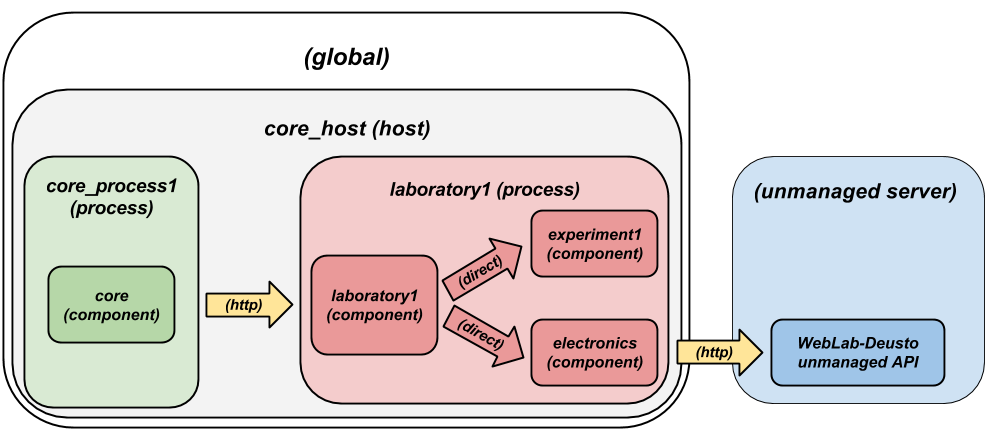 (global)
core_host (host)
core_process1
(process)
laboratory1 (process)
(unmanaged server)
core
(component)
(http)
laboratory1
(component)
(direct)
(direct)
experiment1
(component)
electronics
(component)
(http)
WebLab-Deusto
unmanaged API